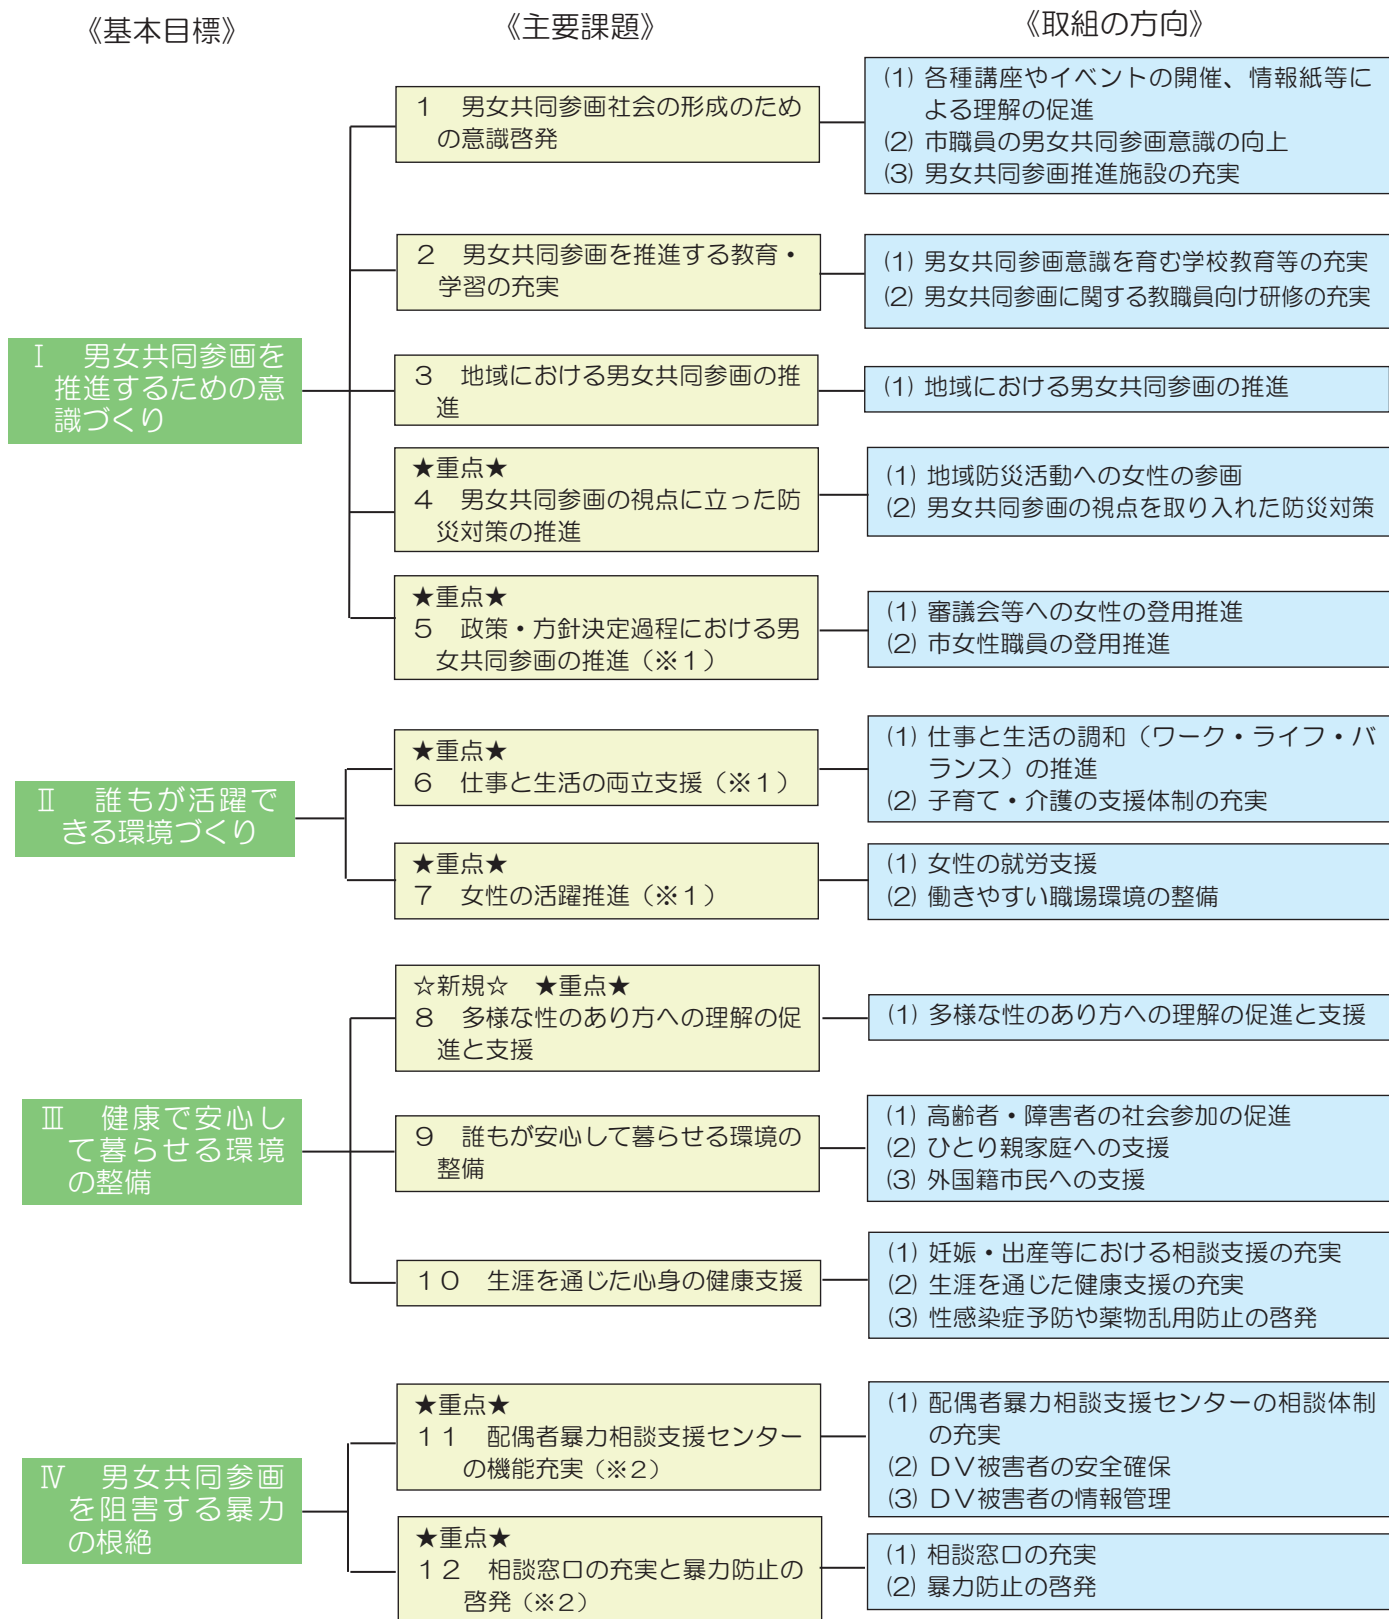 《基本目標》
《主要課題》
《取組の方向》
Ⅰ 男女共同参画を
推進するための意
識づくり
1 男女共同参画社会の形成のため
の意識啓発
(1) 各種講座やイベントの開催、情報紙等に
よる理解の促進
(2) 市職員の男女共同参画意識の向上
(3) 男女共同参画推進施設の充実
2 男女共同参画を推進する教育・
学習の充実
(1) 男女共同参画意識を育む学校教育等の充実
(2) 男女共同参画に関する教職員向け研修の充実
3 地域における男女共同参画の推
進
(1) 地域における男女共同参画の推進
★重点★
4 男女共同参画の視点に立った防
災対策の推進
(1) 地域防災活動への女性の参画
(2) 男女共同参画の視点を取り入れた防災対策
★重点★
5 政策・方針決定過程における男
女共同参画の推進（※1）
(1) 審議会等への女性の登用推進
(2) 市女性職員の登用推進
Ⅱ 誰もが活躍で
きる環境づくり
★重点★
6 仕事と生活の両立支援（※1）
(1) 仕事と生活の調和（ワーク・ライフ・バ
ランス）の推進
(2) 子育て・介護の支援体制の充実
★重点★
7 女性の活躍推進（※1）
(1) 女性の就労支援
(2) 働きやすい職場環境の整備
Ⅲ 健康で安心し
て暮らせる環境
の整備
☆新規☆ ★重点★
8 多様な性のあり方への理解の促
進と支援
(1) 多様な性のあり方への理解の促進と支援
9 誰もが安心して暮らせる環境の
整備
(1) 高齢者・障害者の社会参加の促進
(2) ひとり親家庭への支援
(3) 外国籍市民への支援
10 生涯を通じた心身の健康支援
(1) 妊娠・出産等における相談支援の充実
(2) 生涯を通じた健康支援の充実
(3) 性感染症予防や薬物乱用防止の啓発
Ⅳ 男女共同参画
を阻害する暴力
の根絶
★重点★
11 配偶者暴力相談支援センター
の機能充実（※2）
(1) 配偶者暴力相談支援センターの相談体制
の充実
(2) DV被害者の安全確保
(3) DV被害者の情報管理
★重点★
12 相談窓口の充実と暴力防止の
啓発（※2）
(1) 相談窓口の充実
(2) 暴力防止の啓発